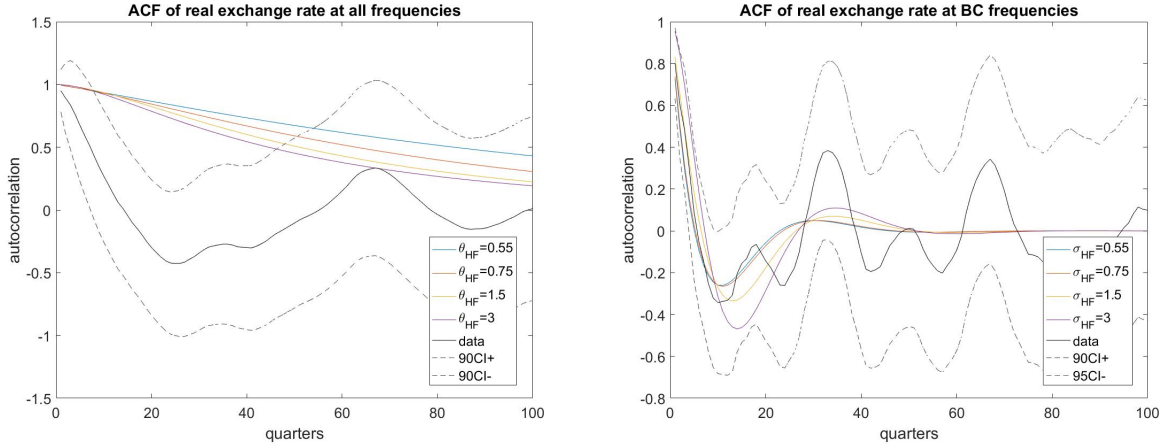 ACF of real exchange rate at all frequencies
1.5
1
0.5
0
-0.5
-1
-1.5
autocorrelation
0 20 40 60 80 100
quarters
θHF=0.55
θHF=0.75
θHF=1.5
θHF=3
data
90CI+
90CI-
ACF of real exchange rate at BC frequencies
1
0.8
0.6
0.4
0.2
0
-0.2
-0.4
-0.6
-0.8
autocorrelation
0 20 40 60 80 100
quarters
σHF=0.55
σHF=0.75
σHF=1.5
σHF=3
data
90CI+
95CI-